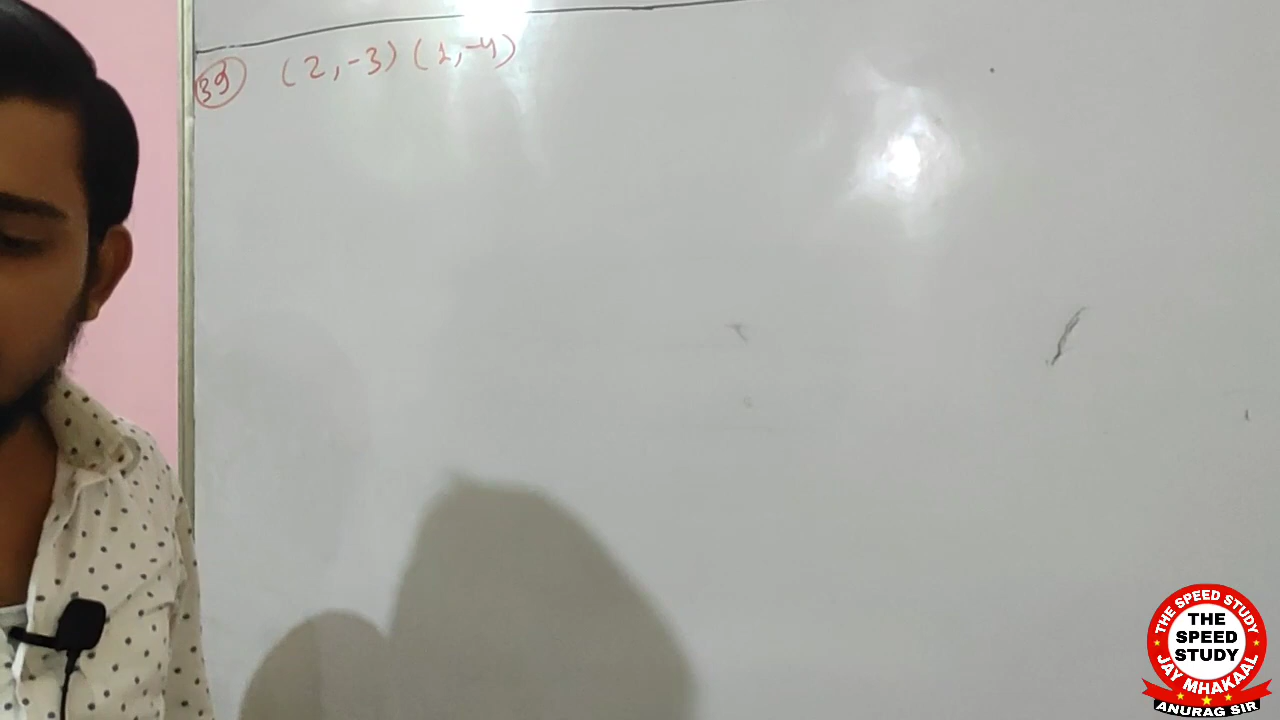 39 (2,-3) (1,-4)
THE SPEED STUDY
THE
SPEED
STUDY
JAY MHAKAAL
ANURAG SIR